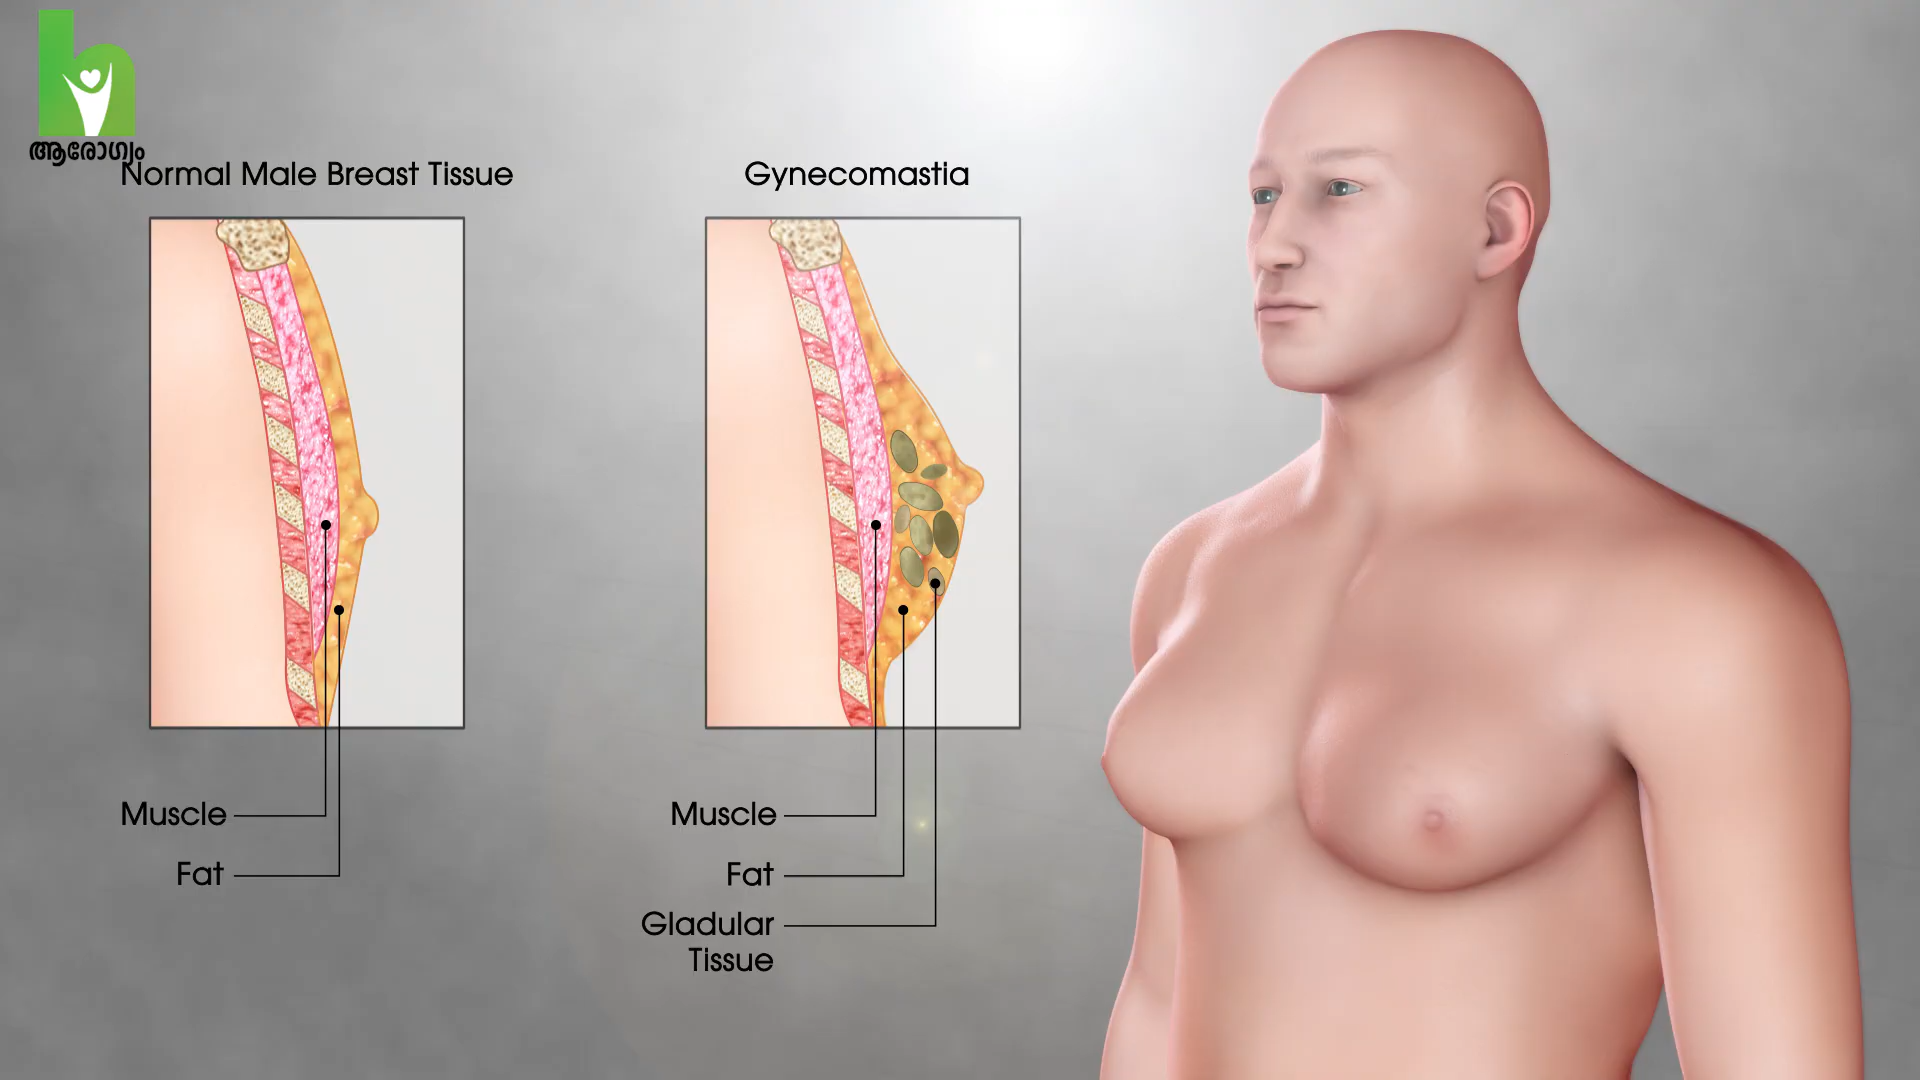 ആരോഗ്യം
Normal Male Breast Tissue
Gynecomastia
Muscle
Fat
Muscle
Fat
Gladular
Tissue